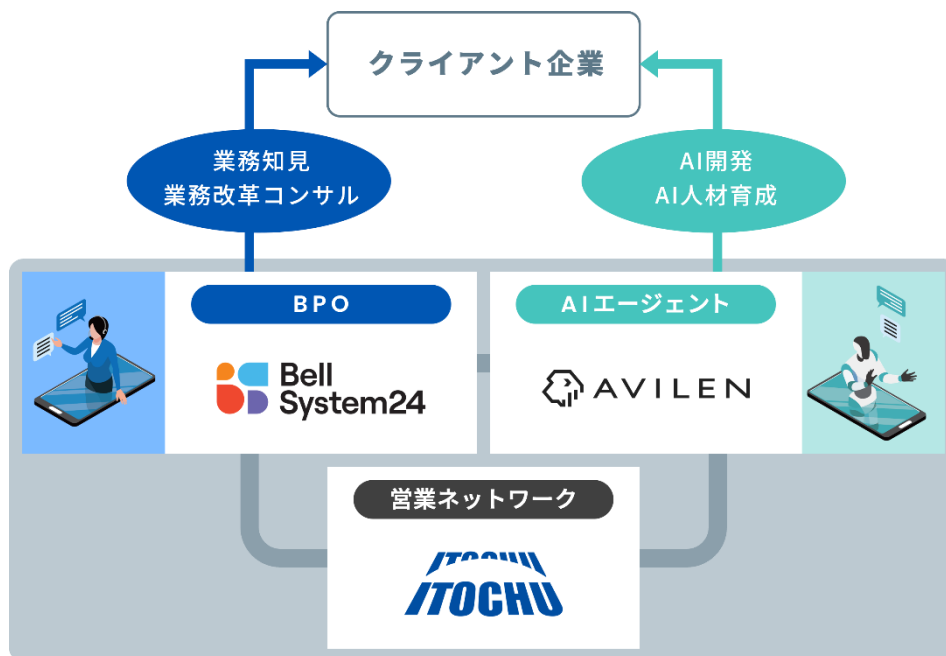 クライアント企業
業務知見
業務改革コンサル
AI開発
AI人材育成
BPO
Bell
System24
AIエージェント
AVILEN
営業ネットワーク
ITOCHU
ITOCHU